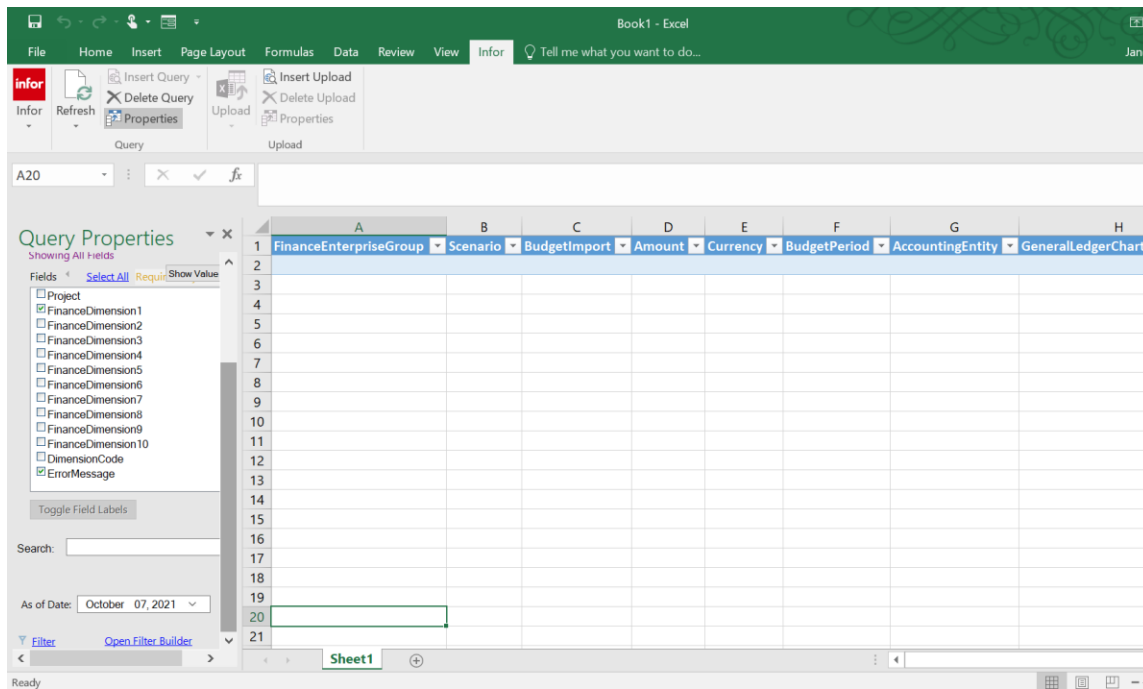 Book1 - Excel
File Home Insert Page Layout Formulas Data Review View Infor Tell me what you want to do... Jan
infor
Infor
Refresh
Insert Query
Delete Query
Properties
Query
Upload
Insert Upload
Delete Upload
Properties
Upload
A20 fx
Query Properties
Showing All Fields
Fields Select All Requir Show Value
Project
FinanceDimension1
FinanceDimension2
FinanceDimension3
FinanceDimension4
FinanceDimension5
FinanceDimension6
FinanceDimension7
FinanceDimension8
FinanceDimension9
FinanceDimension10
DimensionCode
ErrorMessage
Toggle Field Labels
Search:
As of Date: October 07, 2021
Filter Open Filter Builder
A B C D E F G H
1 FinanceEnterpriseGroup Scenario BudgetImport Amount Currency BudgetPeriod AccountingEntity GeneralLedgerChart
2
3
4
5
6
7
8
9
10
11
12
13
14
15
16
17
18
19
20
21
Sheet1
Ready